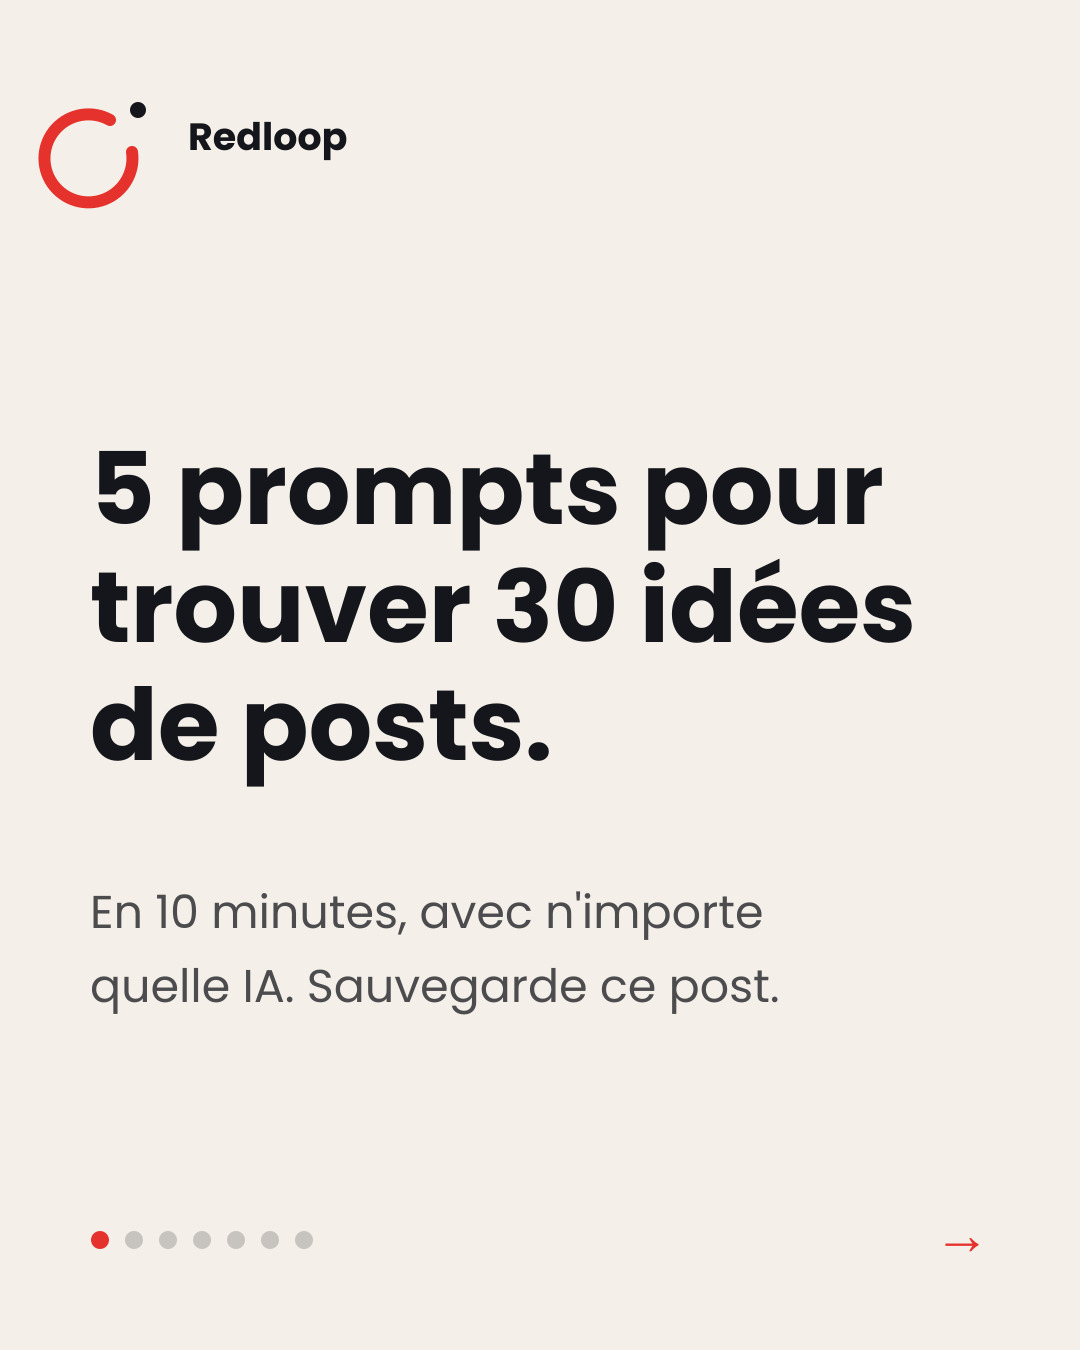 Redloop
5 prompts pour
trouver 30 idées
de posts.
En 10 minutes, avec n'importe
quelle IA. Sauvegarde ce post.
→